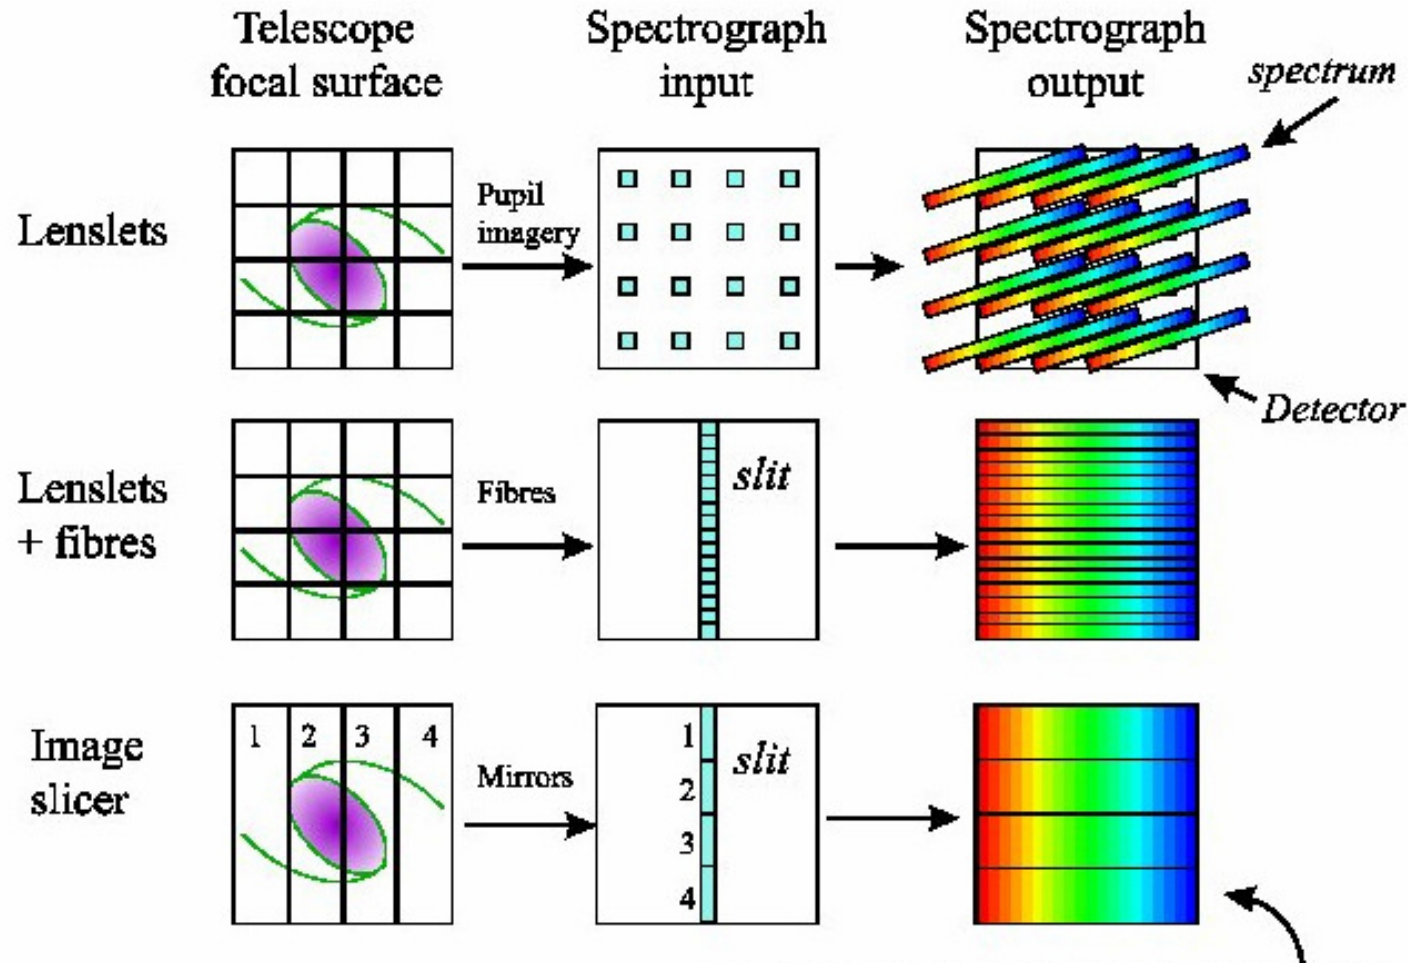 Telescope
focal surface
Spectrograph
input
Spectrograph
output
spectrum
Lenslets
Pupil
imagery
Detector
Lenslets
+ fibres
Fibres
slit
Image
slicer
1 2 3 4
Mirrors
1
2
3
4
slit